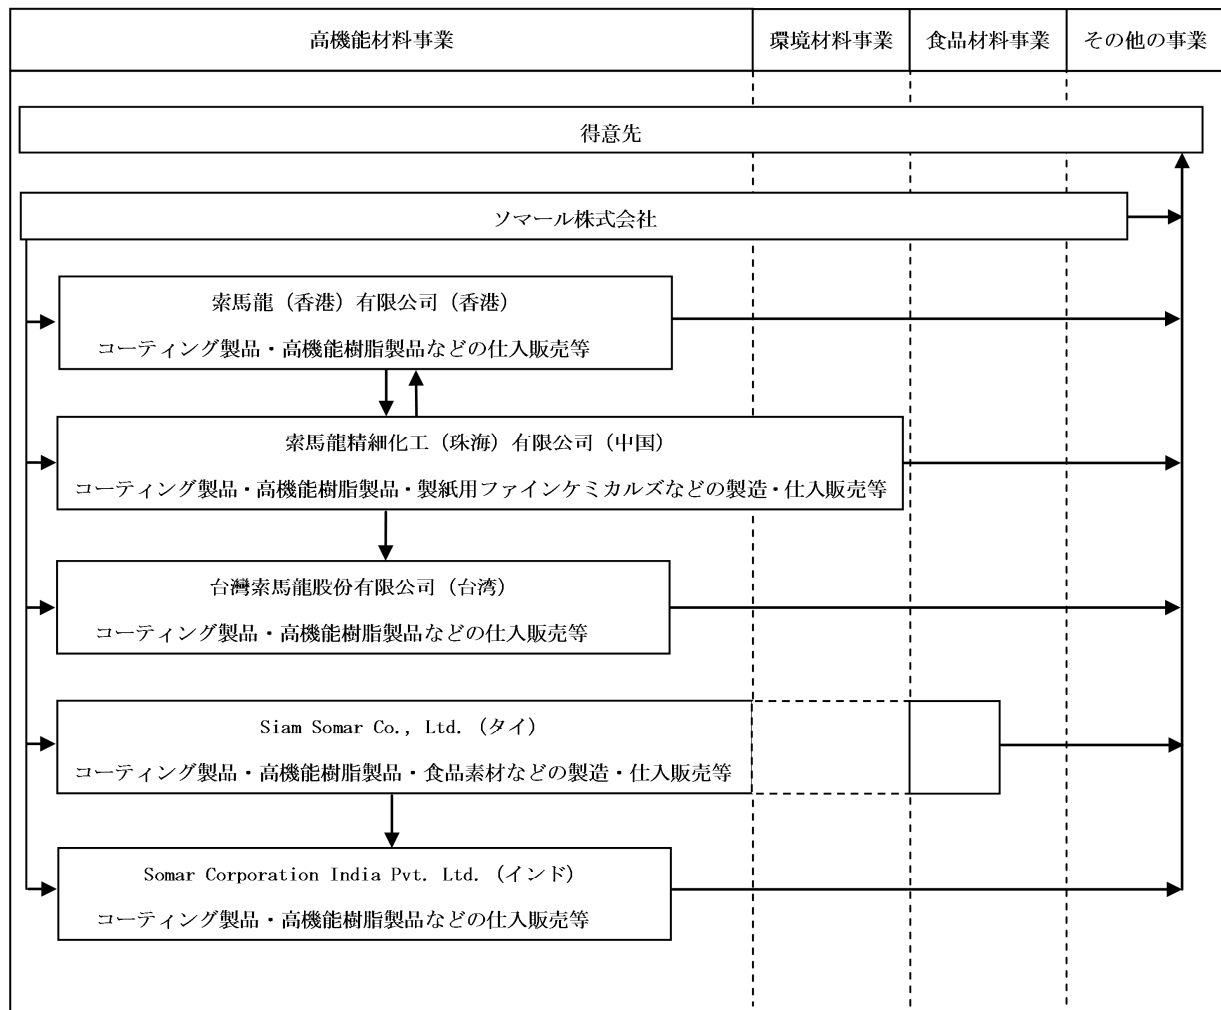 高機能材料事業
環境材料事業
食品材料事業
その他の事業
得意先
ソマール株式会社
索馬龍（香港）有限公司（香港）
コーティング製品・高機能樹脂製品などの仕入販売等
索馬龍精細化工（珠海）有限公司（中国）
コーティング製品・高機能樹脂製品・製紙用ファインケミカルズなどの製造・仕入販売等
台灣索馬龍股份有限公司（台湾）
コーティング製品・高機能樹脂製品などの仕入販売等
Siam Somar Co., Ltd.（タイ）
コーティング製品・高機能樹脂製品・食品素材などの製造・仕入販売等
Somar Corporation India Pvt. Ltd.（インド）
コーティング製品・高機能樹脂製品などの仕入販売等